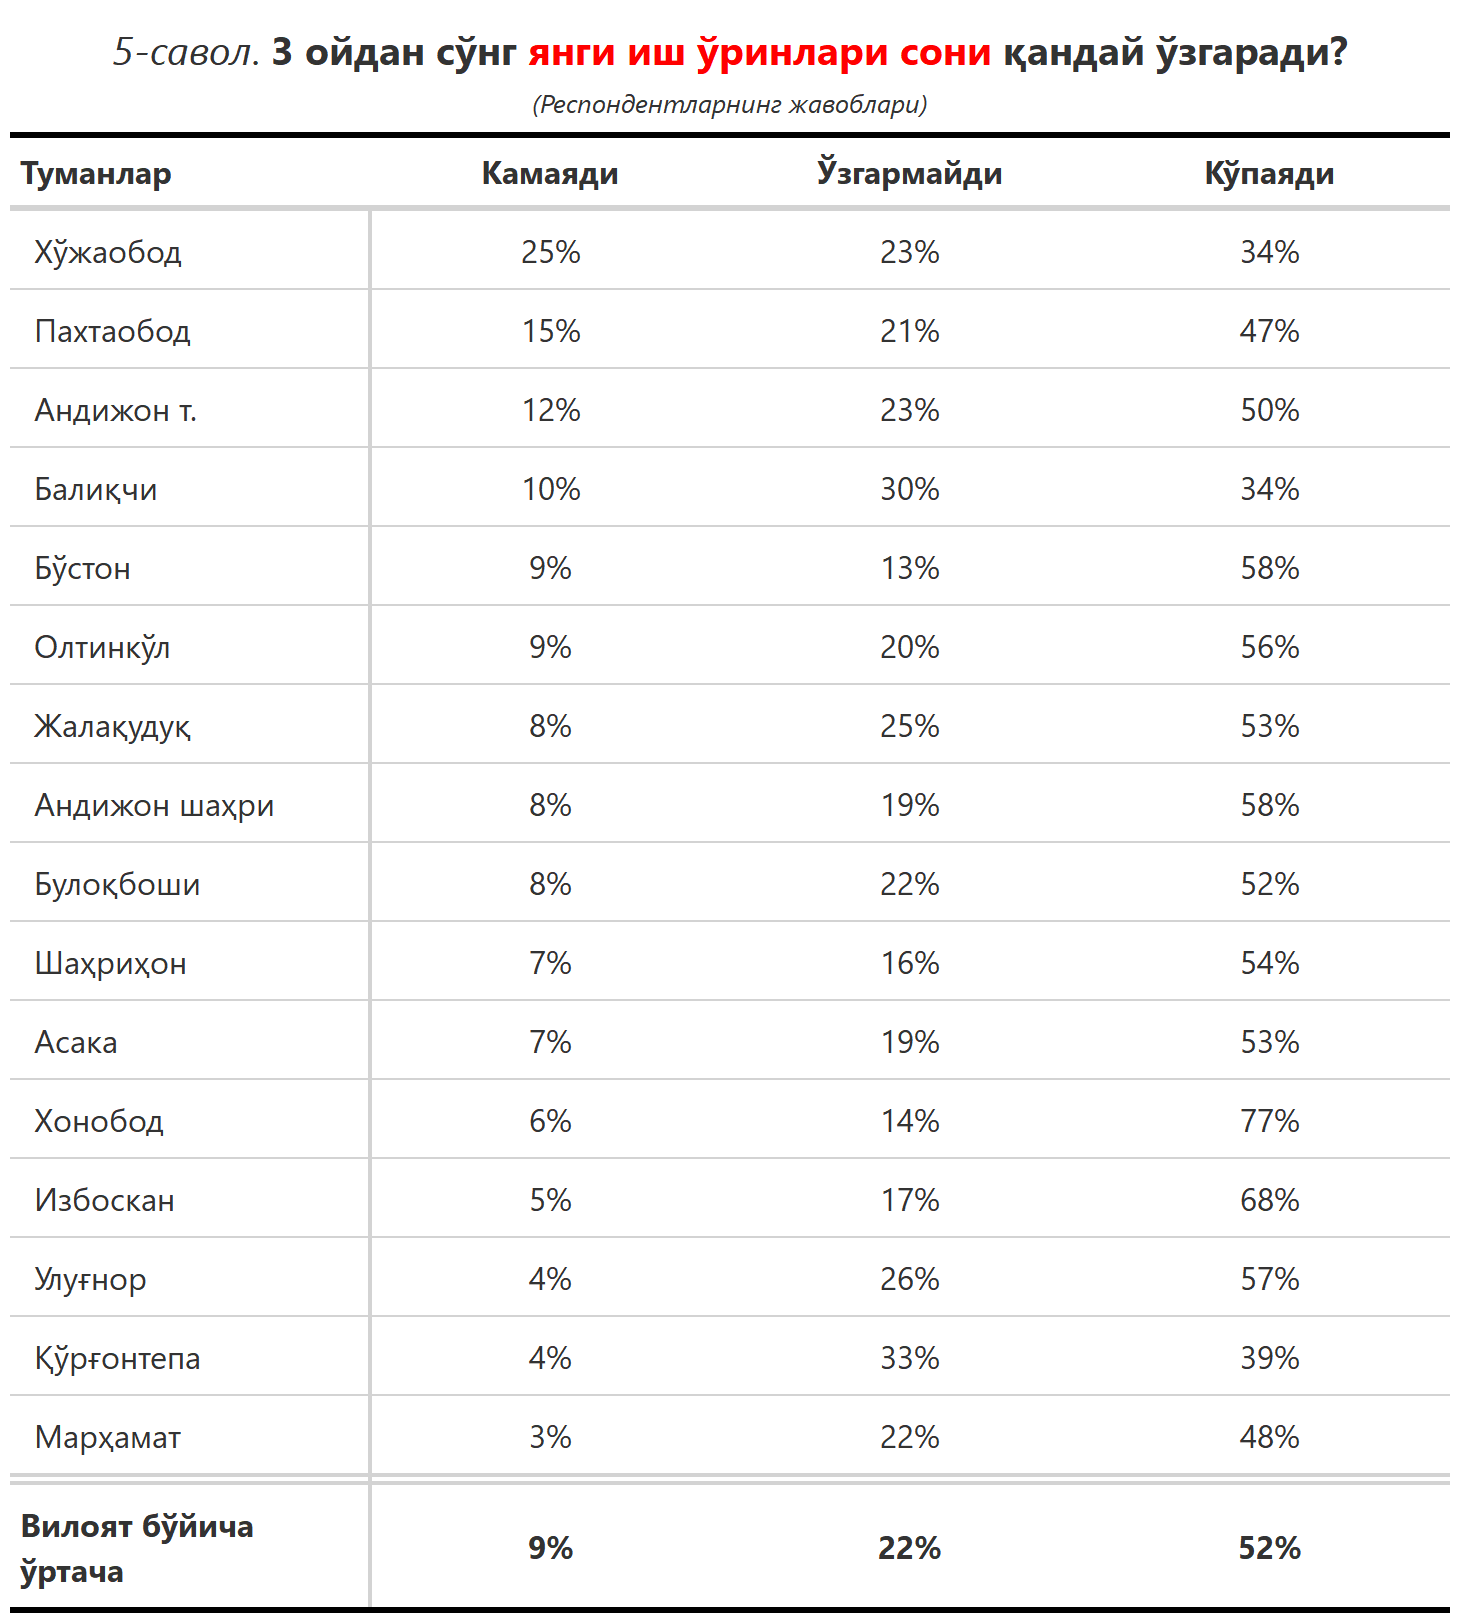 5-савол. 3 ойдан сўнг янги иш ўринлари сони қандай ўзгаради?
(Респондентларнинг жавоблари)
Туманлар Камаяди Ўзгармайди Кўпаяди
Хўжаобод 25% 23% 34%
Пахтаобод 15% 21% 47%
Андижон т. 12% 23% 50%
Балиқчи 10% 30% 34%
Бўстон 9% 13% 58%
Олтинкўл 9% 20% 56%
Жалақудуқ 8% 25% 53%
Андижон шаҳри 8% 19% 58%
Булоқбоши 8% 22% 52%
Шаҳриҳон 7% 16% 54%
Асака 7% 19% 53%
Хонобод 6% 14% 77%
Избоскан 5% 17% 68%
Улуғнор 4% 26% 57%
Қўрғонтепа 4% 33% 39%
Марҳамат 3% 22% 48%
Вилоят бўйича
ўртача 9% 22% 52%